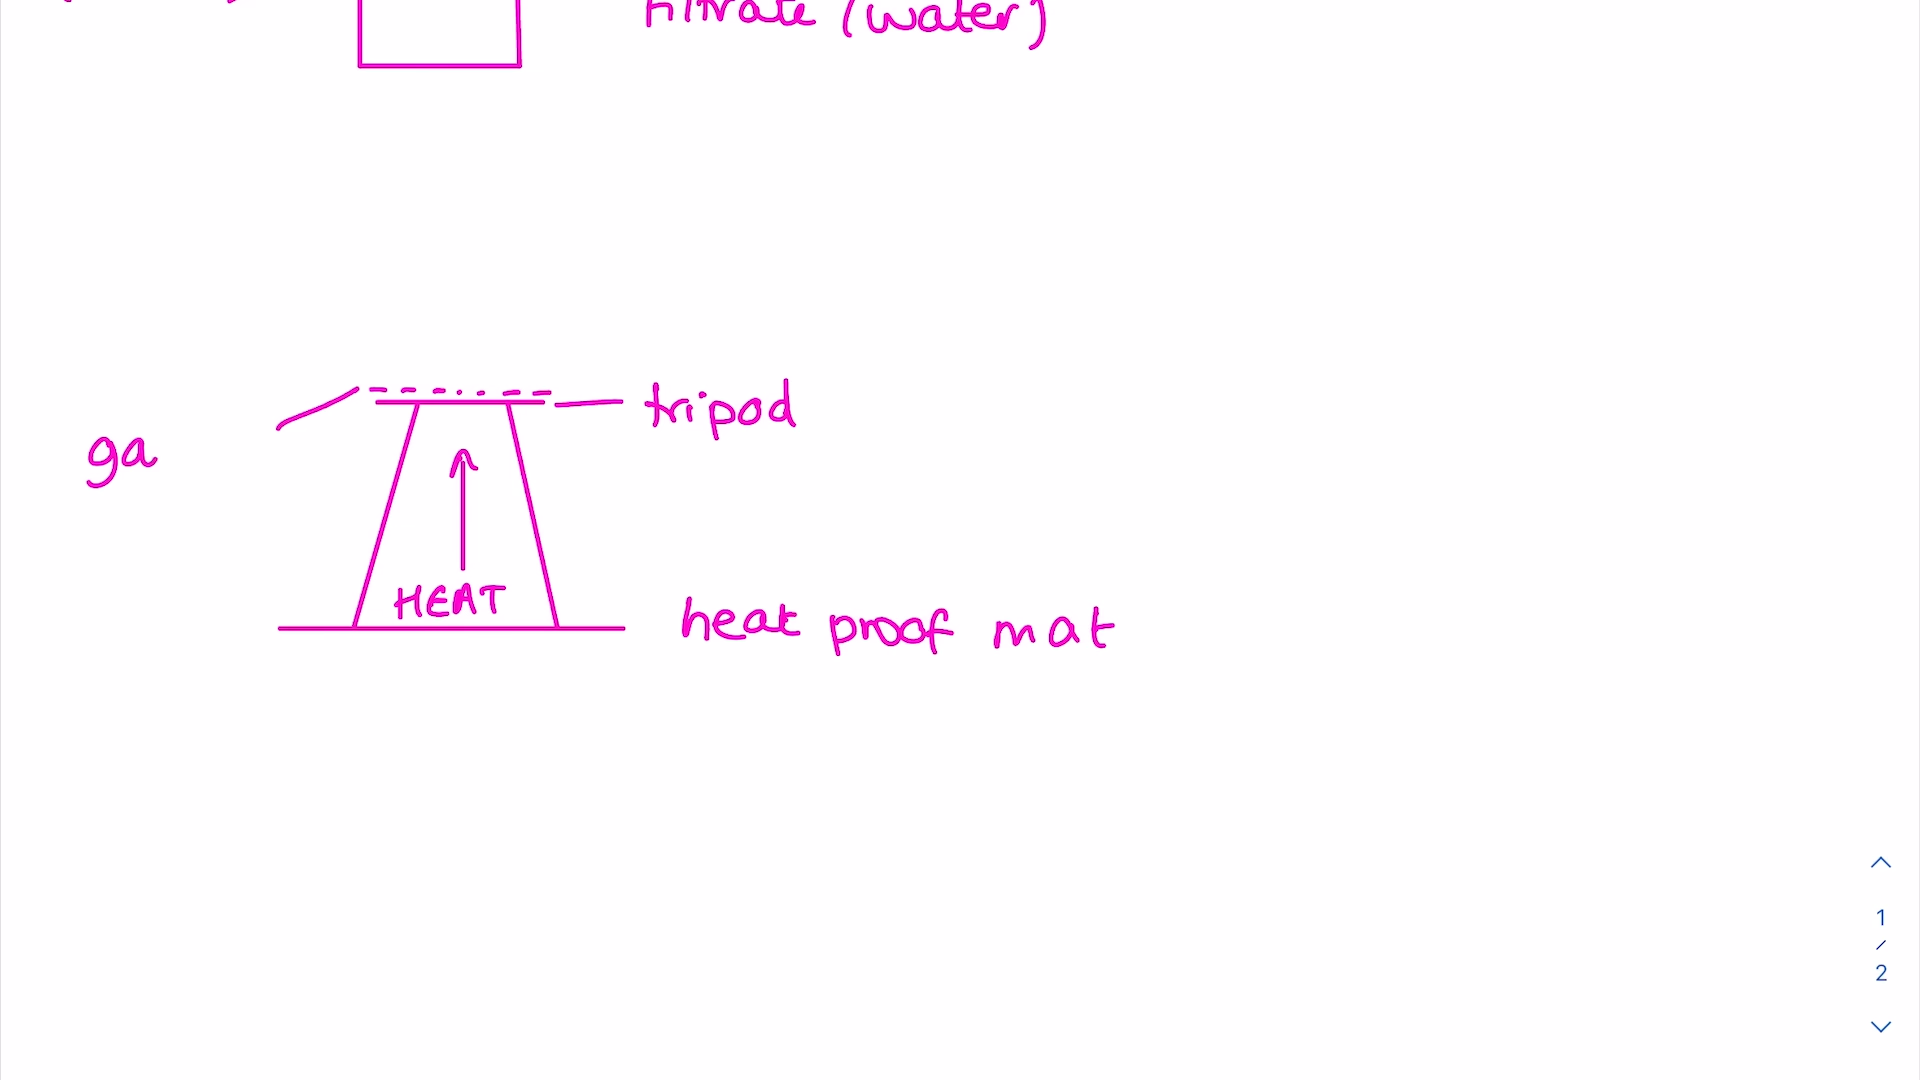 filtrate (water)
tripod
ga
HEAT
heat proof mat
1
/
2